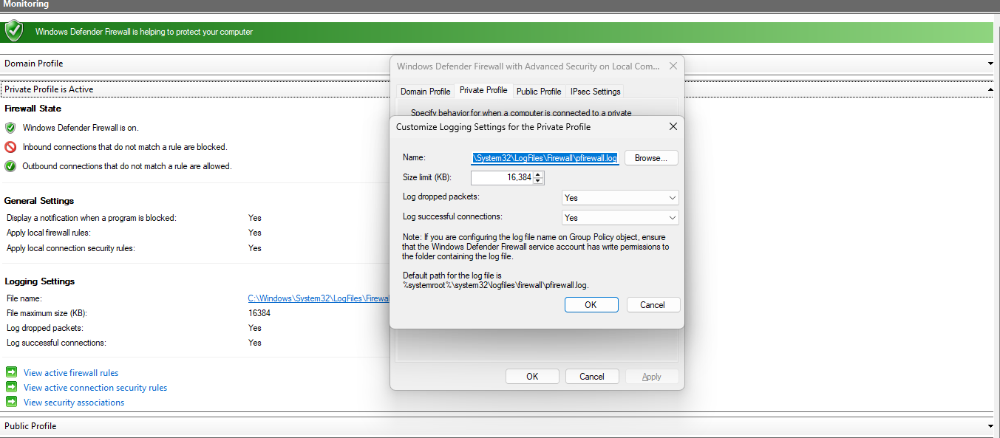 Monitoring
Windows Defender Firewall is helping to protect your computer
Domain Profile
Private Profile is Active
Firewall State
Windows Defender Firewall is on.
Inbound connections that do not match a rule are blocked.
Outbound connections that do not match a rule are allowed.
General Settings
Display a notification when a program is blocked: Yes
Apply local firewall rules: Yes
Apply local connection security rules: Yes
Logging Settings
File name: C:\Windows\System32\LogFiles\Firewal
File maximum size (KB): 16384
Log dropped packets: Yes
Log successful connections: Yes
View active firewall rules
View active connection security rules
View security associations
Public Profile
Windows Defender Firewall with Advanced Security on Local Com...
Domain Profile Private Profile Public Profile IPsec Settings
Specify behavior for when a computer is connected to a private
Customize Logging Settings for the Private Profile
Name: \System32\LogFiles\Firewall\pfirewall.log Browse...
Size limit (KB): 16,384
Log dropped packets: Yes
Log successful connections: Yes
Note: If you are configuring the log file name on Group Policy object, ensure
that the Windows Defender Firewall service account has write permissions to
the folder containing the log file.
Default path for the log file is
%systemroot%\system32\logfiles\firewall\pfirewall.log.
OK Cancel
OK Cancel Apply